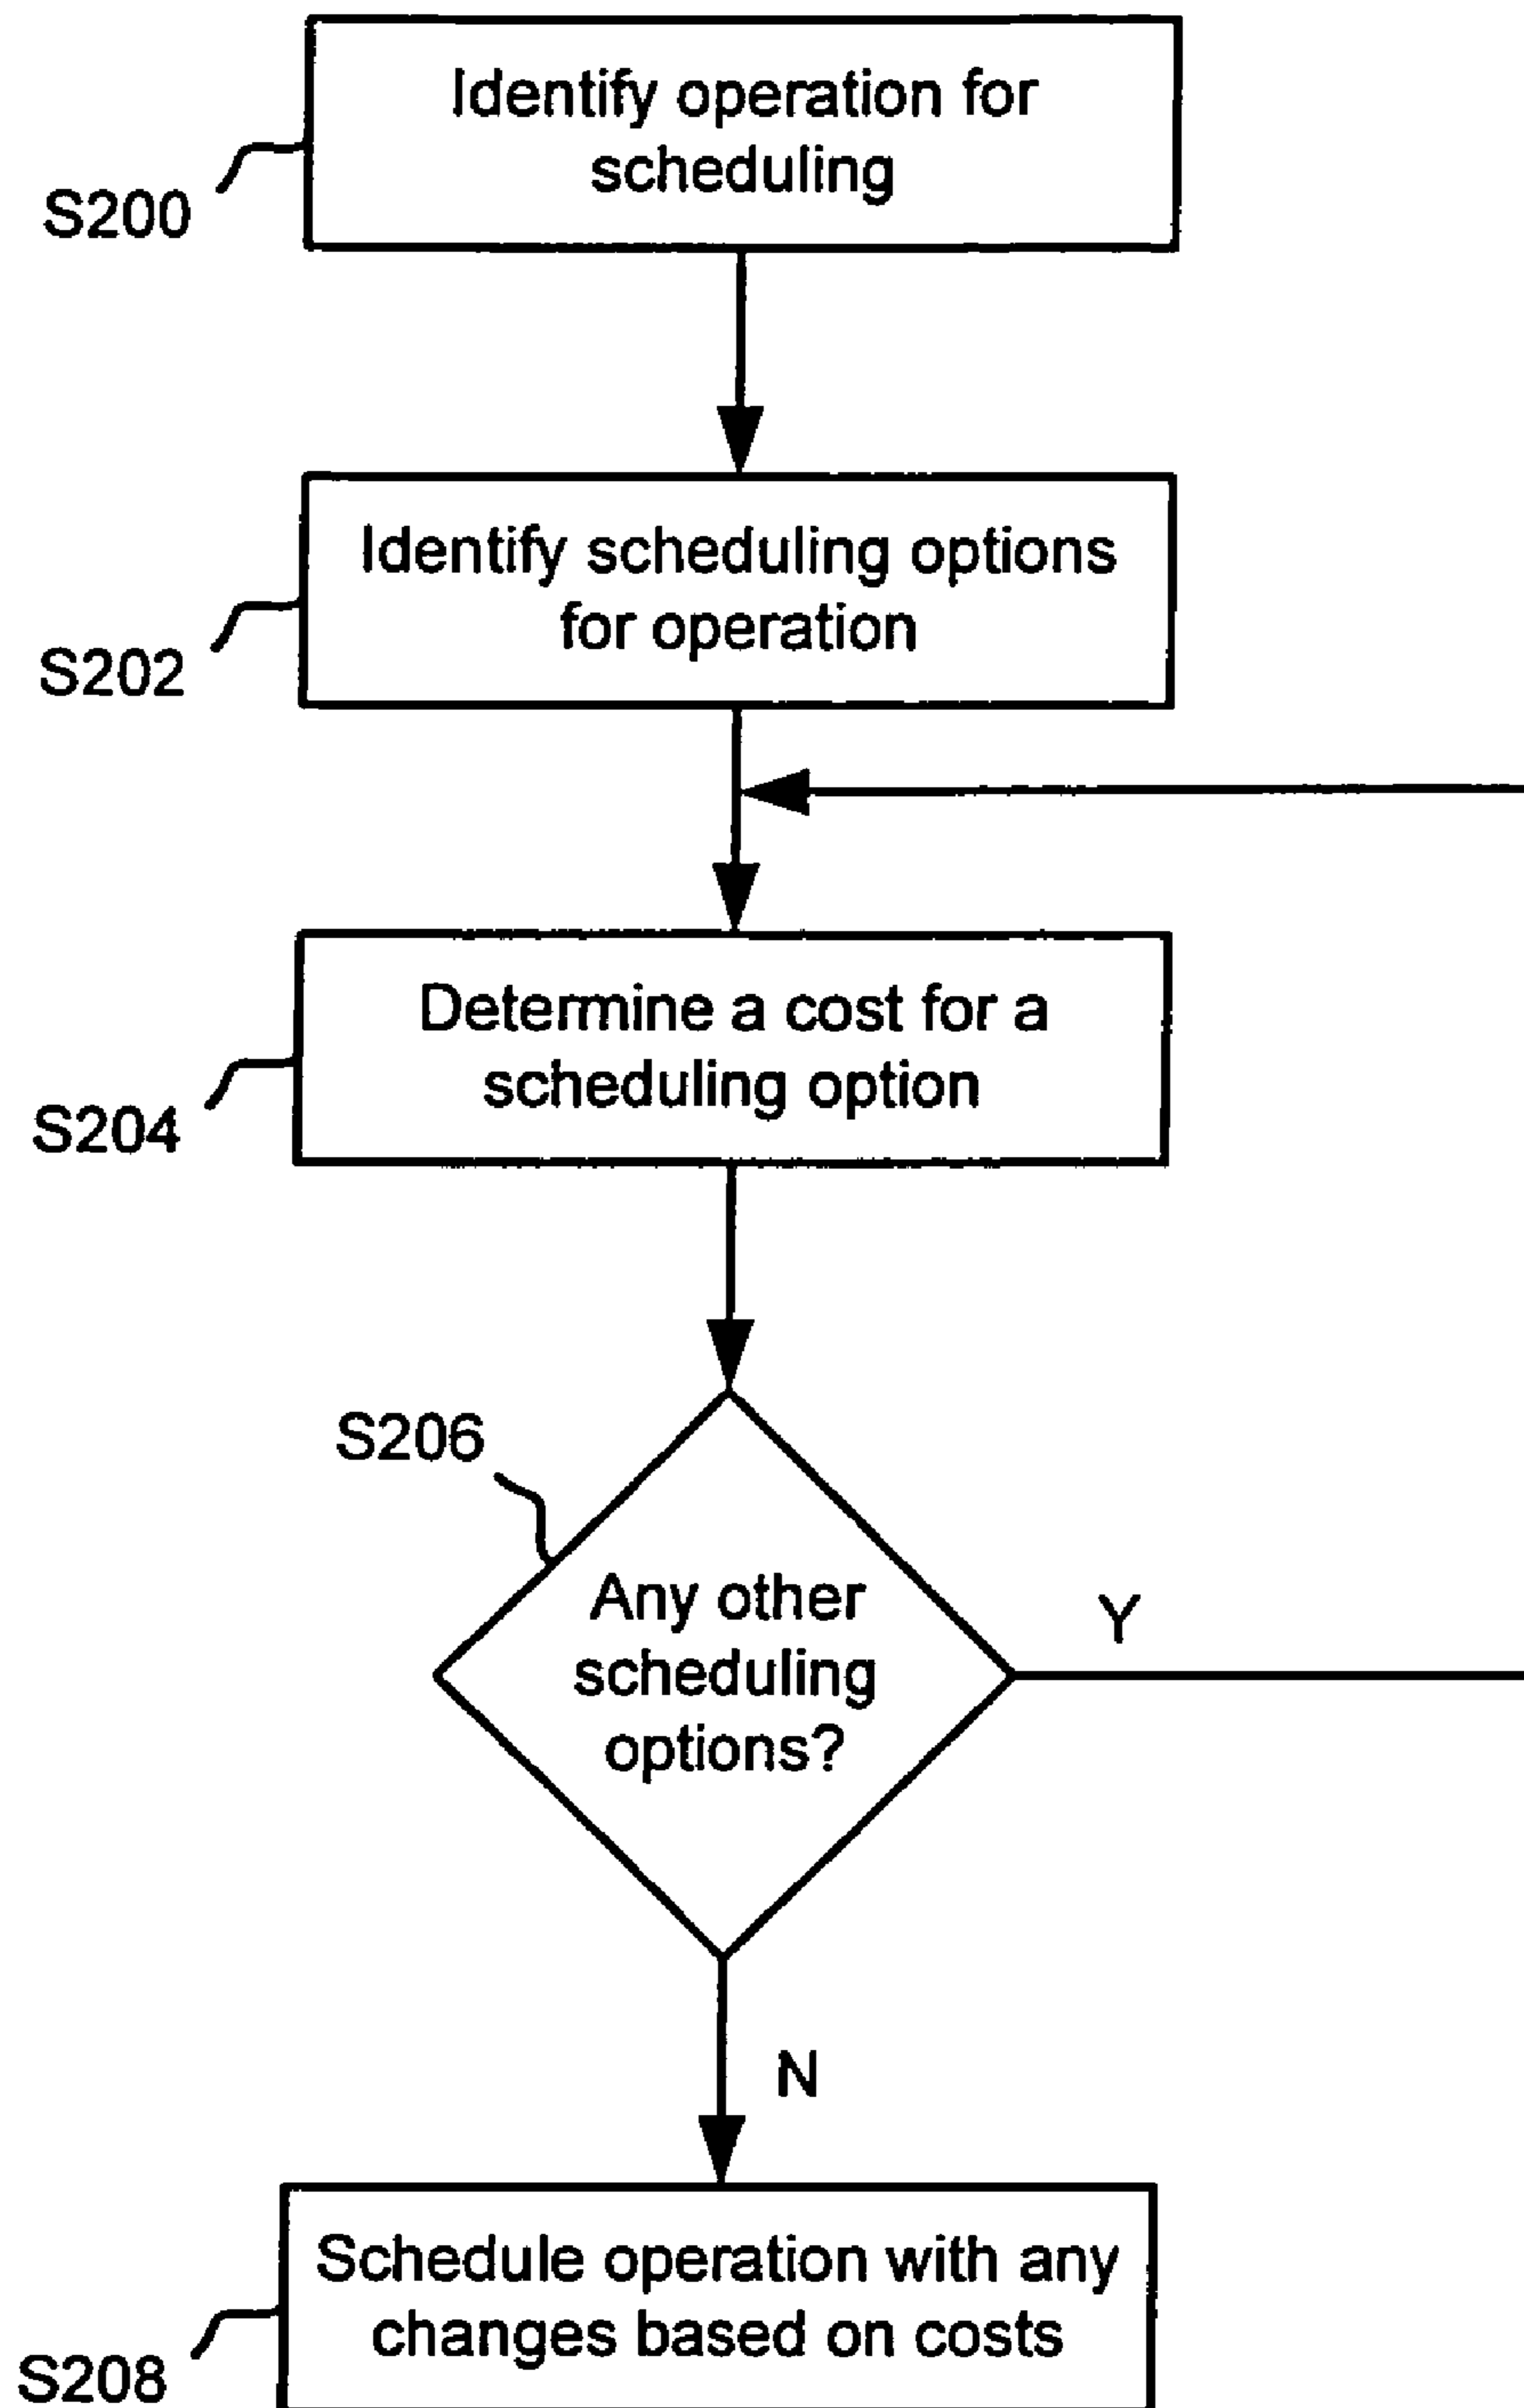 Identify operation for
scheduling
S200
Identify scheduling options
for operation
S202
Determine a cost for a
scheduling option
S204
S206
Any other
scheduling
options?
Y
N
Schedule operation with any
changes based on costs
S208